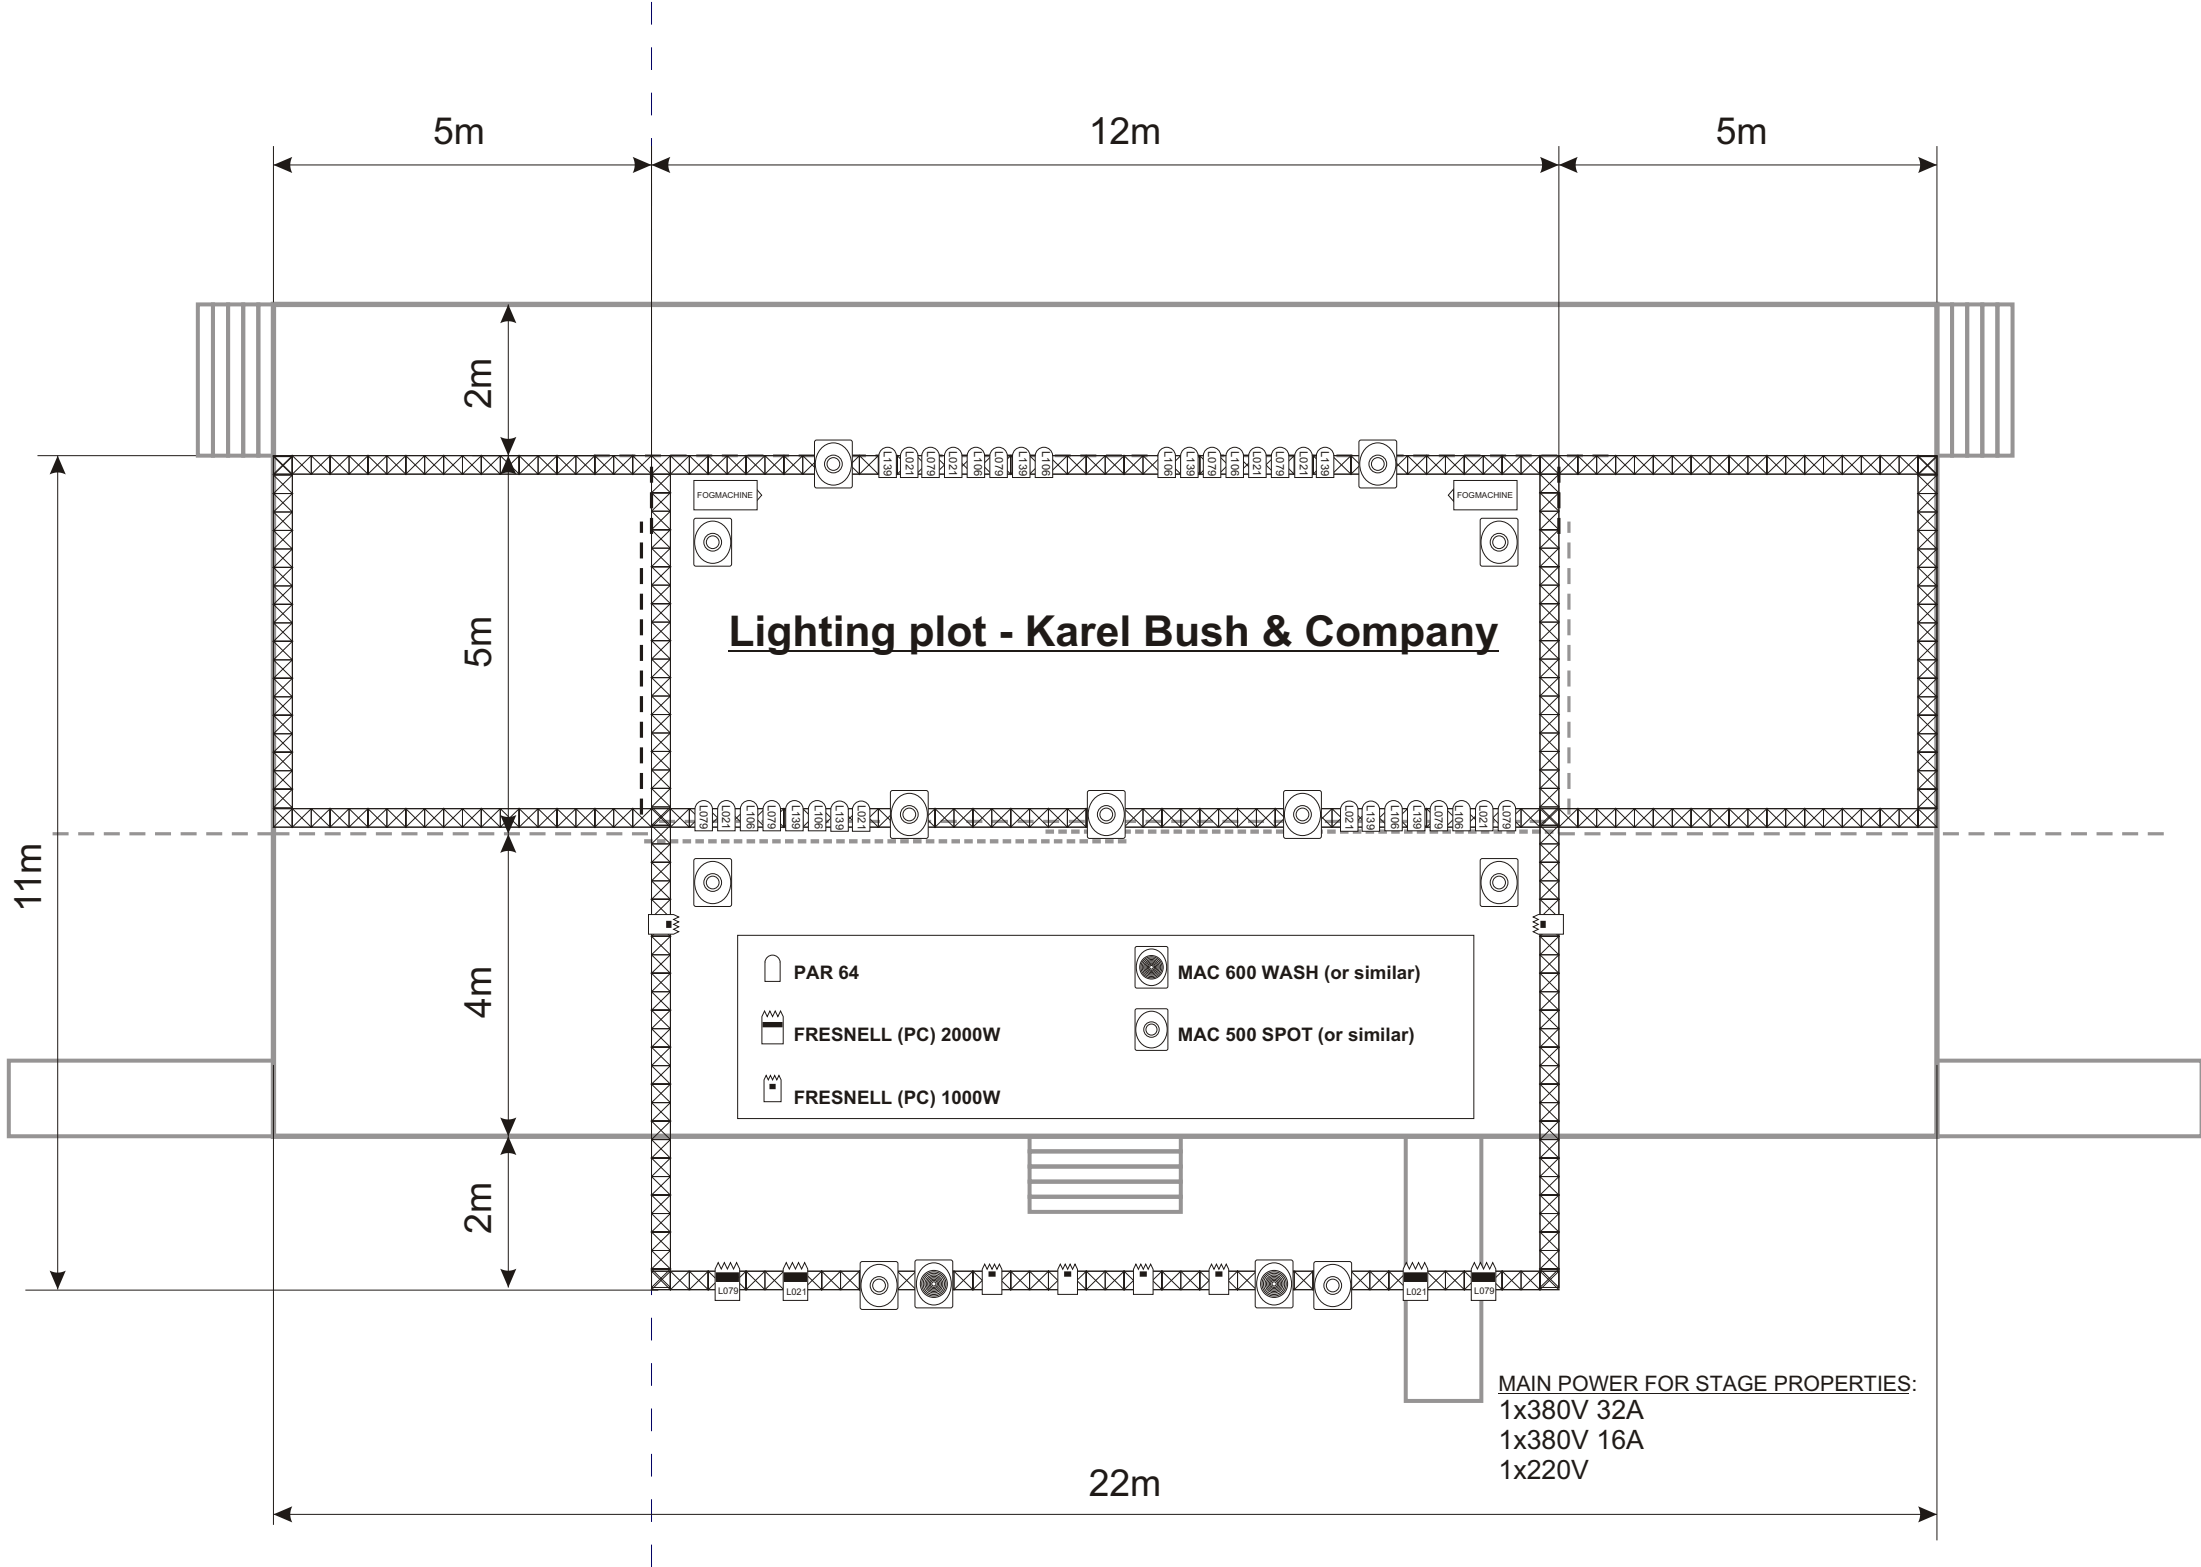 5m
12m
5m
2m
L139
L021
L079
L021
L106
L079
L139
L106
L106
L139
L079
L106
L021
L079
L021
L139
FOGMACHINE
FOGMACHINE
Lighting plot - Karel Bush & Company
5m
L079
L021
L106
L079
L139
L106
L139
L021
L021
L139
L106
L139
L079
L106
L021
L079
11m
4m
PAR 64
MAC 600 WASH (or similar)
FRESNELL (PC) 2000W
MAC 500 SPOT (or similar)
FRESNELL (PC) 1000W
2m
L079
L021
L021
L079
MAIN POWER FOR STAGE PROPERTIES:
1x380V 32A
1x380V 16A
1x220V
22m